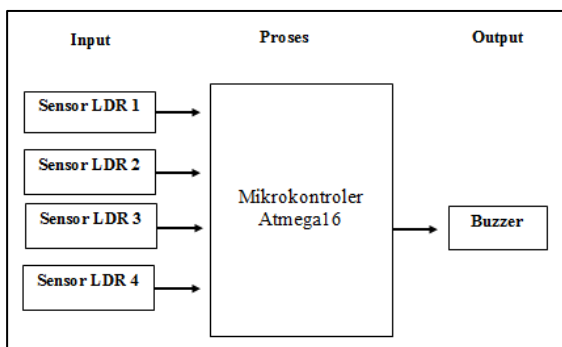 Input
Proses
Output
Sensor LDR 1
Sensor LDR 2
Sensor LDR 3
Sensor LDR 4
Mikrokontroler
Atmega16
Buzzer